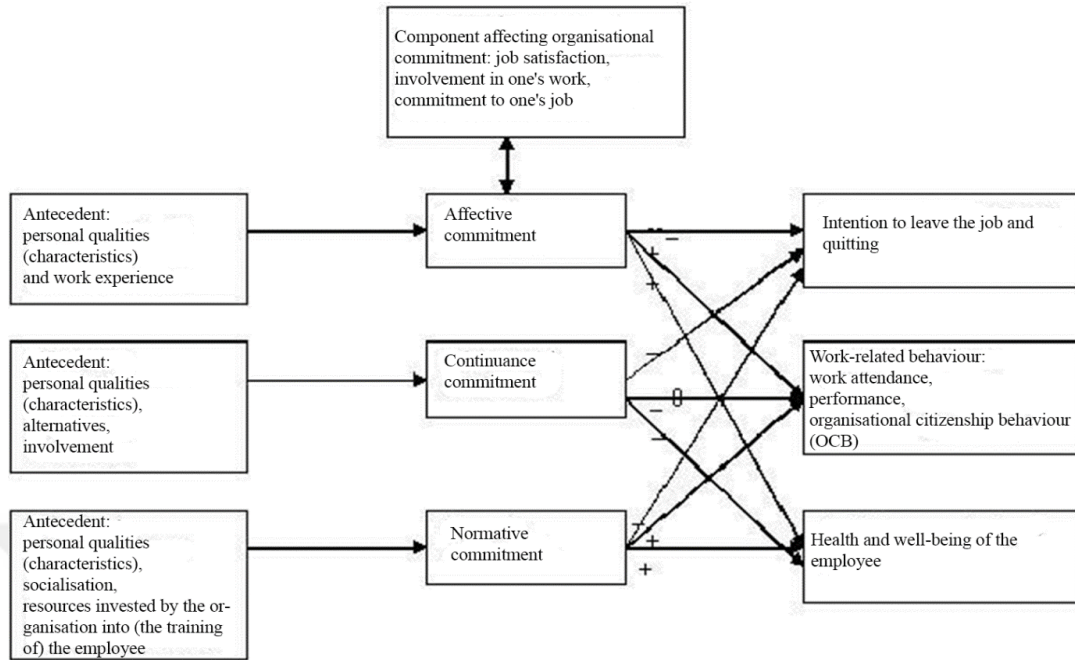 Component affecting organisational
commitment: job satisfaction,
involvement in one's work,
commitment to one's job
Antecedent:
personal qualities
(characteristics)
and work experience
Affective
commitment
Intention to leave the job and
quitting
Antecedent:
personal qualities
(characteristics),
alternatives,
involvement
Continuance
commitment
Work-related behaviour:
work attendance,
performance,
organisational citizenship behaviour
(OCB)
Antecedent:
personal qualities
(characteristics),
socialisation,
resources invested by the or-
ganisation into (the training
of) the employee
Normative
commitment
Health and well-being of the
employee
−
+
+
−
0
−
−
−
+
+